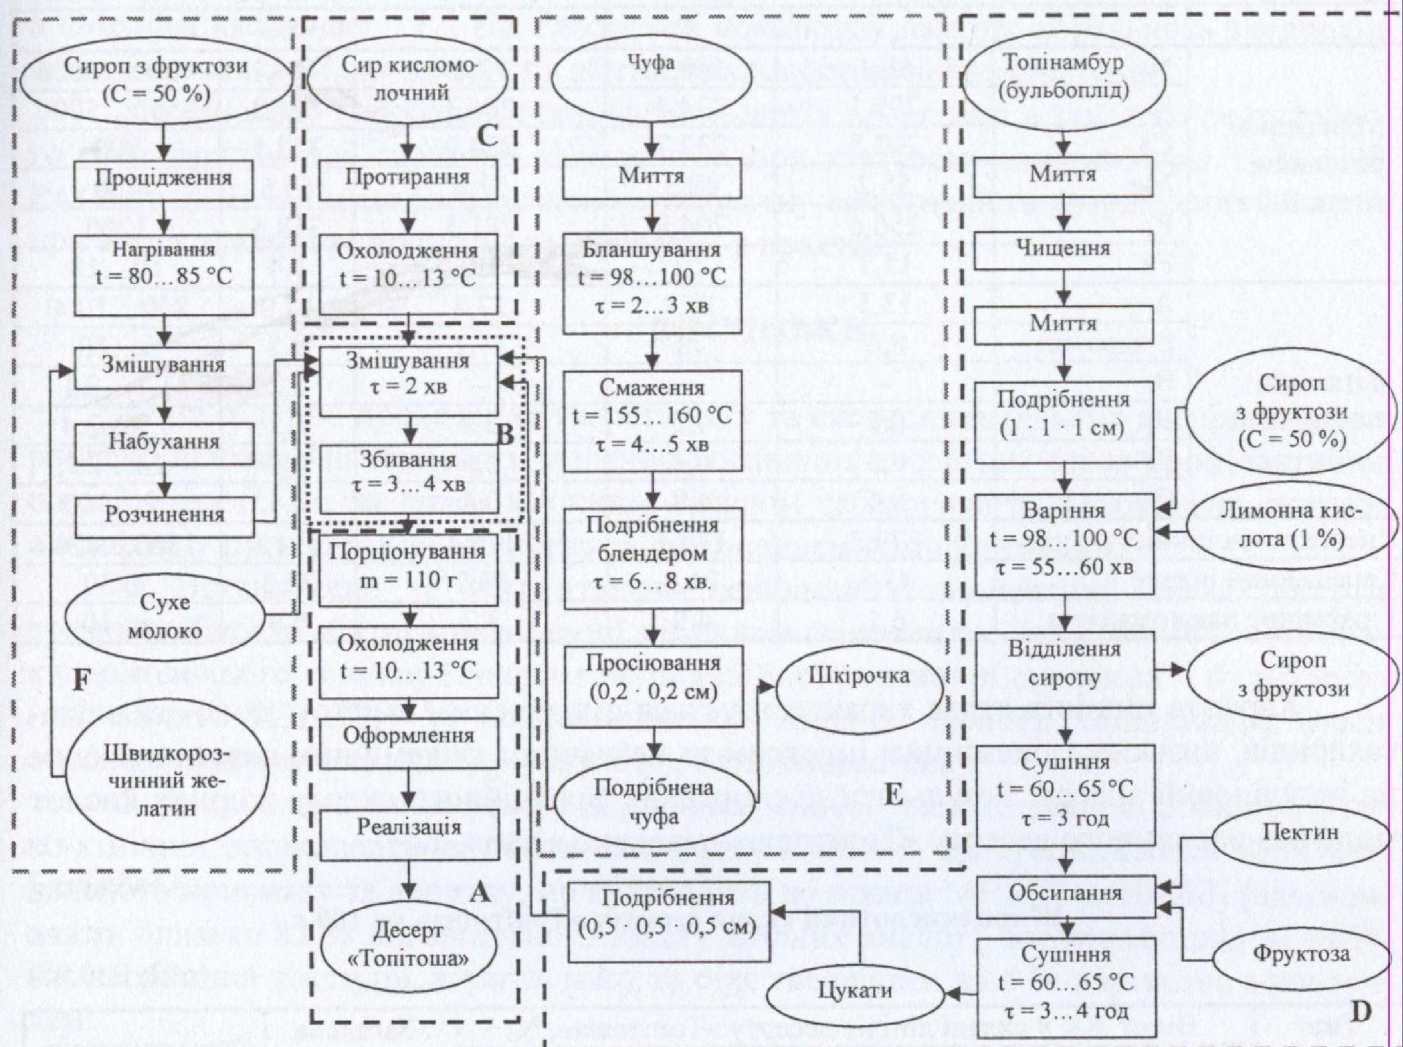 Сироп з фруктози
(С = 50 %)
Проціджения
Нагрівання
t = 80…85 °С
Змішування
Набухання
Розчинення
Сухе
молоко
F
Швидкороз-
чинний же-
латин
Сир кисломо-
лочний
C
Протирання
Охолодження
t = 10…13 °С
Змішування
τ = 2 хв
B
Збивання
τ = 3…4 хв
Порціонування
m = 110 г
Охолодження
t = 10…13 °С
Оформлення
Реалізація
A
Десерт
«Топітоша»
Чуфа
Миття
Бланшування
t = 98…100 °С
τ = 2…3 хв
Смаження
t = 155…160 °С
τ = 4…5 хв
Подрібнення
блендером
τ = 6…8 хв
Просіювання
(0,2 · 0,2 см)
Шкірочка
Подрібнена
чуфа
E
Топінамбур
(бульбоплід)
Миття
Чищення
Миття
Подрібнення
(1 · 1 · 1 см)
Сироп
з фруктози
(С = 50 %)
Варіння
t = 98…100 °С
τ = 55…60 хв
Лимонна кис-
лота (1 %)
Відділення
сиропу
Сироп
з фруктози
Сушіння
t = 60…65 °С
τ = 3 год
Пектин
Обкачання
Фруктоза
Сушіння
t = 60…65 °С
τ = 3…4 год
Цукати
Подрібнення
(0,5 · 0,5 · 0,5 см)
D